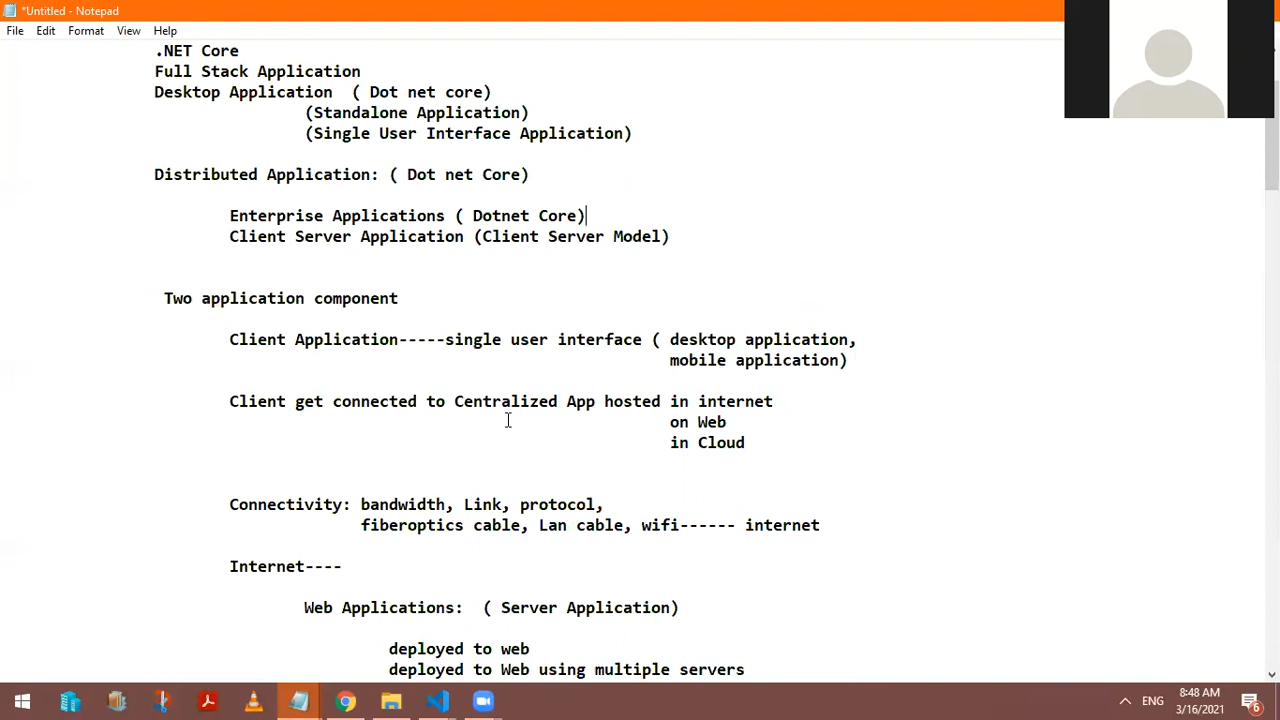 *Untitled - Notepad
File Edit Format View Help
.NET Core
Full Stack Application
Desktop Application ( Dot net core)
(Standalone Application)
(Single User Interface Application)
Distributed Application: ( Dot net Core)
Enterprise Applications ( Dotnet Core)
Client Server Application (Client Server Model)
Two application component
Client Application-----single user interface ( desktop application,
mobile application)
Client get connected to Centralized App hosted in internet
on Web
in Cloud
Connectivity: bandwidth, Link, protocol,
fiberoptics cable, Lan cable, wifi------ internet
Internet----
Web Applications: ( Server Application)
deployed to web
deployed to Web using multiple servers
ENG
8:48 AM
3/16/2021
6